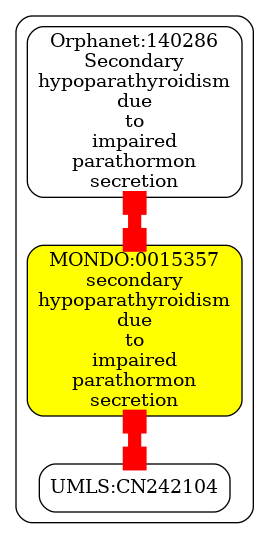 Orphanet:140286
Secondary
hypoparathyroidism
due
to
impaired
parathormon
secretion
MONDO:0015357
secondary
hypoparathyroidism
due
to
impaired
parathormon
secretion
UMLS:CN242104